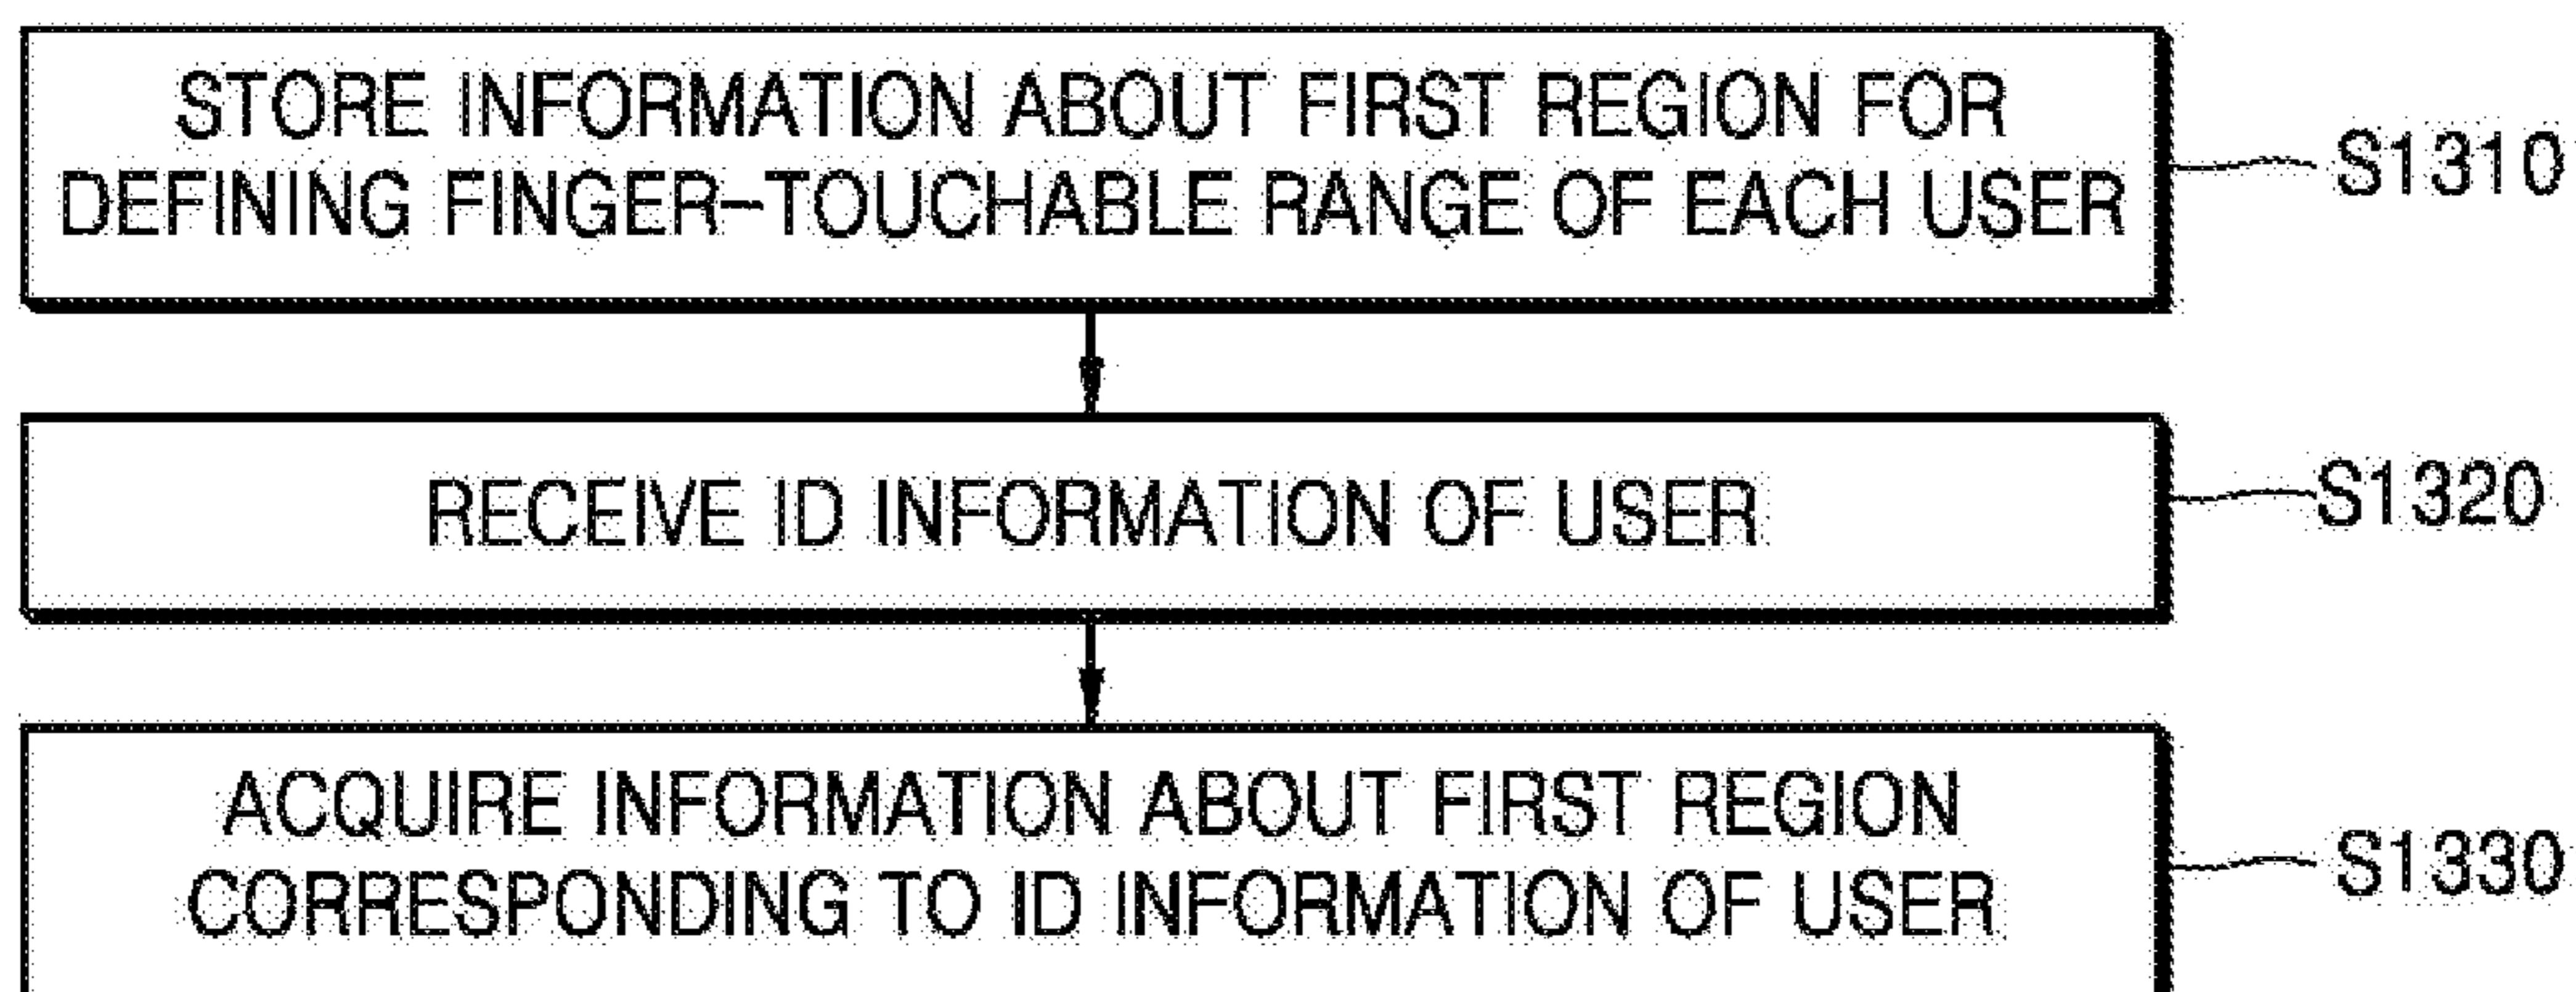 STORE INFORMATION ABOUT FIRST REGION FOR
DEFINING FINGER-TOUCHABLE RANGE OF EACH USER
S1310
RECEIVE ID INFORMATION OF USER
S1320
ACQUIRE INFORMATION ABOUT FIRST REGION
CORRESPONDING TO ID INFORMATION OF USER
S1330